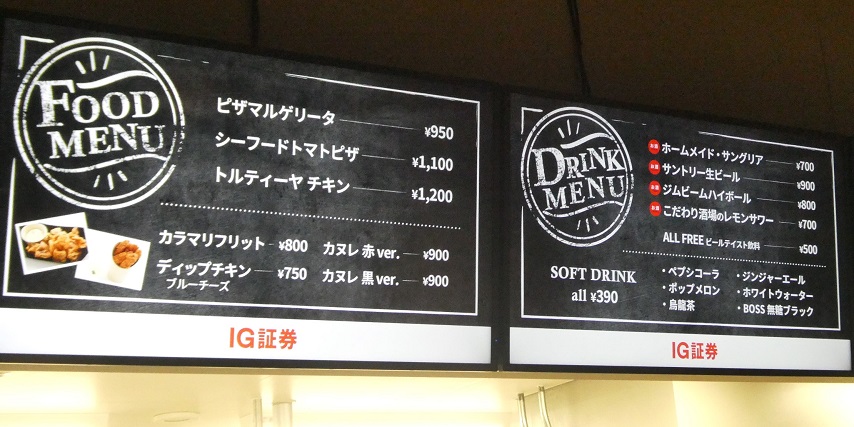 FOOD
MENU
ピザマルゲリータ ¥950
シーフードトマトピザ ¥1,100
トルティーヤ チキン ¥1,200
カラマリフリット ¥800 カヌレ 赤 ver. ¥900
ディップチキン ¥750 カヌレ 黒 ver. ¥900
ブルーチーズ
IG証券
DRINK
MENU
ホームメイド・サングリア ¥700
サントリー生ビール ¥900
ジムビームハイボール ¥800
こだわり酒場のレモンサワー ¥700
ALL FREE ビールテイスト飲料 ¥500
SOFT DRINK
all ¥390
・ペプシコーラ ・ジンジャーエール
・ポップメロン ・ホワイトウォーター
・烏龍茶 ・BOSS 無糖ブラック
IG証券